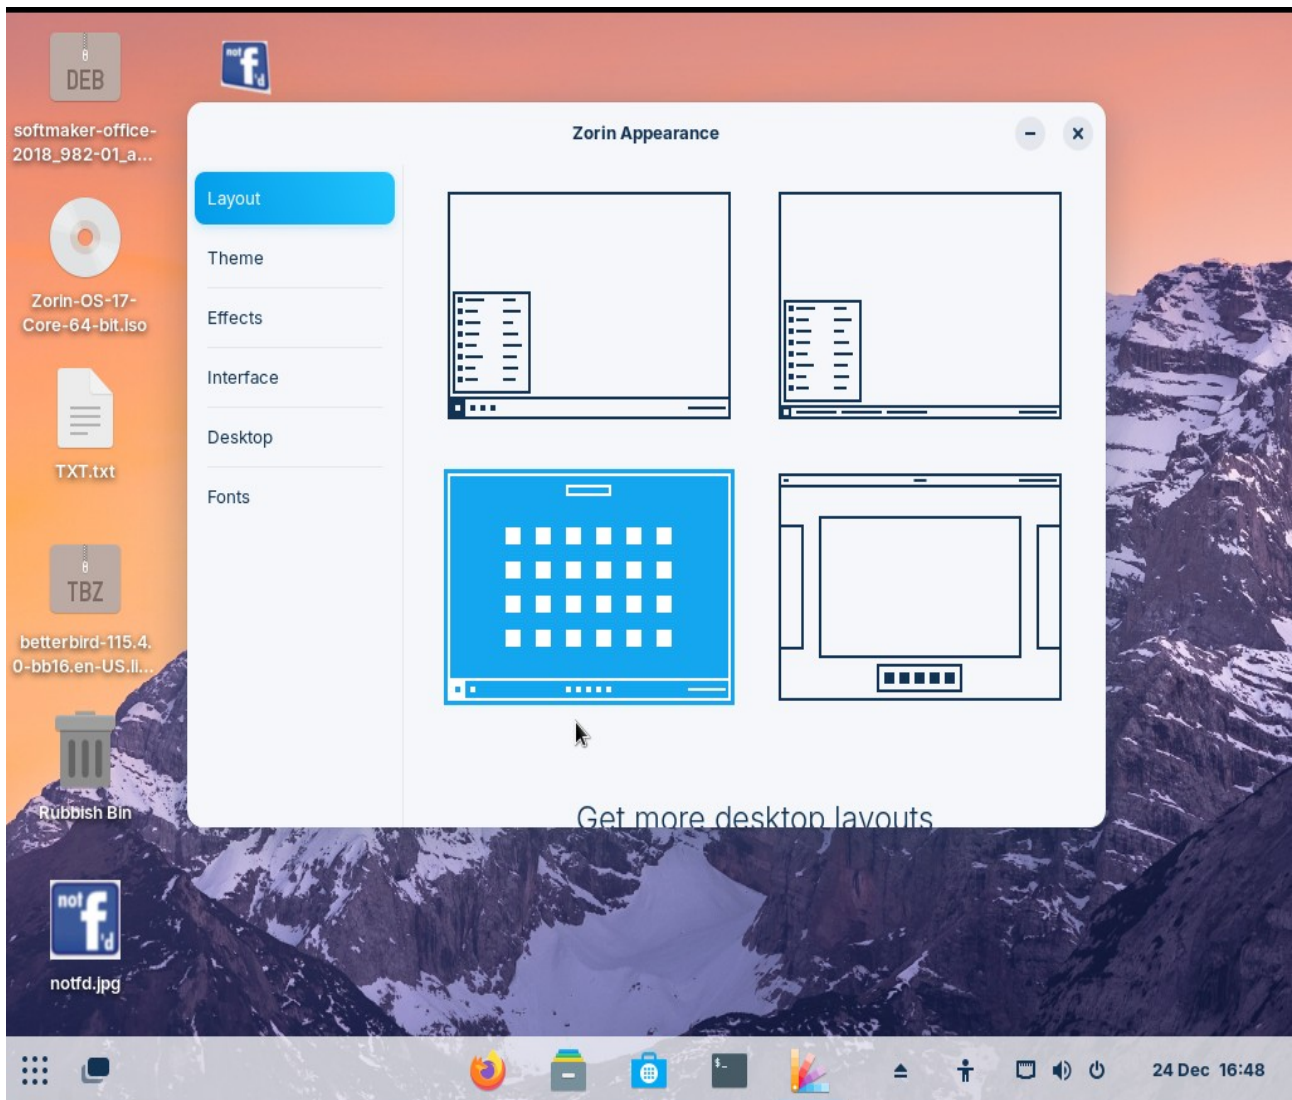 DEB
softmaker-office-
2018_982-01_a...
not
f
'd
Zorin-OS-17-
Core-64-bit.iso
TXT.txt
TBZ
betterbird-115.4.
0-bb16.en-US.li...
Rubbish Bin
not
f
'd
notfd.jpg
Zorin Appearance
Layout
Theme
Effects
Interface
Desktop
Fonts
Get more desktop layouts
$_
24 Dec 16:48